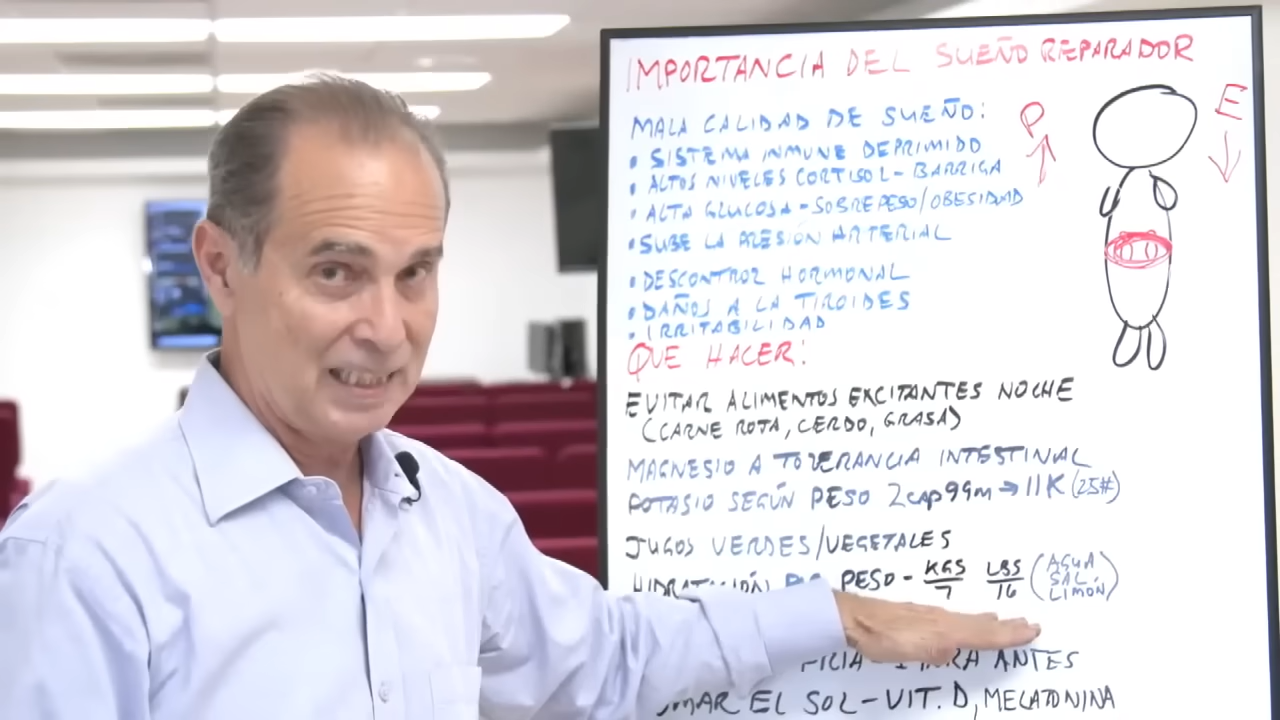 IMPORTANCIA DEL SUEÑO REPARADOR
MALA CALIDAD DE SUEÑO:
• SISTEMA INMUNE DEPRIMIDO
• ALTOS NIVELES CORTISOL - BARRIGA
• ALTA GLUCOSA - SOBREPESO/OBESIDAD
• SUBE LA PRESIÓN ARTERIAL
• DESCONTROL HORMONAL
• DAÑOS A LA TIROIDES
• IRRITABILIDAD
P
E
QUE HACER:
EVITAR ALIMENTOS EXCITANTES NOCHE
(CARNE ROJA, CERDO, GRASA)
MAGNESIO A TOLERANCIA INTESTINAL
POTASIO SEGÚN PESO 2cap99m → 11K (25#)
JUGOS VERDES/VEGETALES
HIDRATACIÓN PESO - KGS/7 LBS/16 (AGUA SAL LIMÓN)
ANTES
EL SOL - VIT. D, MELATONINA